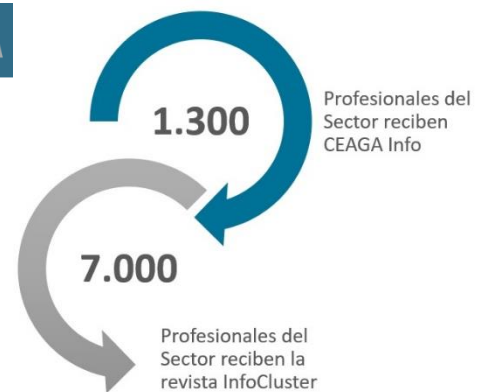 1.300
Profesionales del
Sector reciben
CEAGA Info
7.000
Profesionales del
Sector reciben la
revista InfoCluster